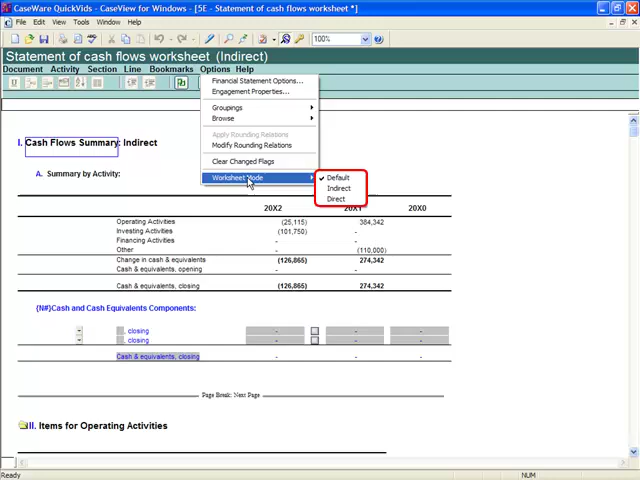 CaseWare QuickVids - CaseView for Windows - [5E - Statement of cash flows worksheet *]
File Edit View Tools Window Help
100%
Statement of cash flows worksheet (Indirect)
Document Activity Section Line Bookmarks Options Help
Financial Statement Options...
Engagement Properties...
Groupings
Browse
Apply Rounding Relations
Modify Rounding Relations
Clear Changed Flags
Worksheet Mode
Default
Indirect
Direct
I. Cash Flows Summary: Indirect
A. Summary by Activity:
20X2 20X1 20X0
Operating Activities (25,115) 384,342
Investing Activities (101,750) -
Financing Activities - -
Other - (110,000)
Change in cash & equivalents (126,865) 274,342
Cash & equivalents, opening - -
Cash & equivalents, closing (126,865) 274,342
{N#}Cash and Cash Equivalents Components:
, closing - - -
, closing - - -
Cash & equivalents, closing - - -
Page Break: Next Page
II. Items for Operating Activities
Ready NUM